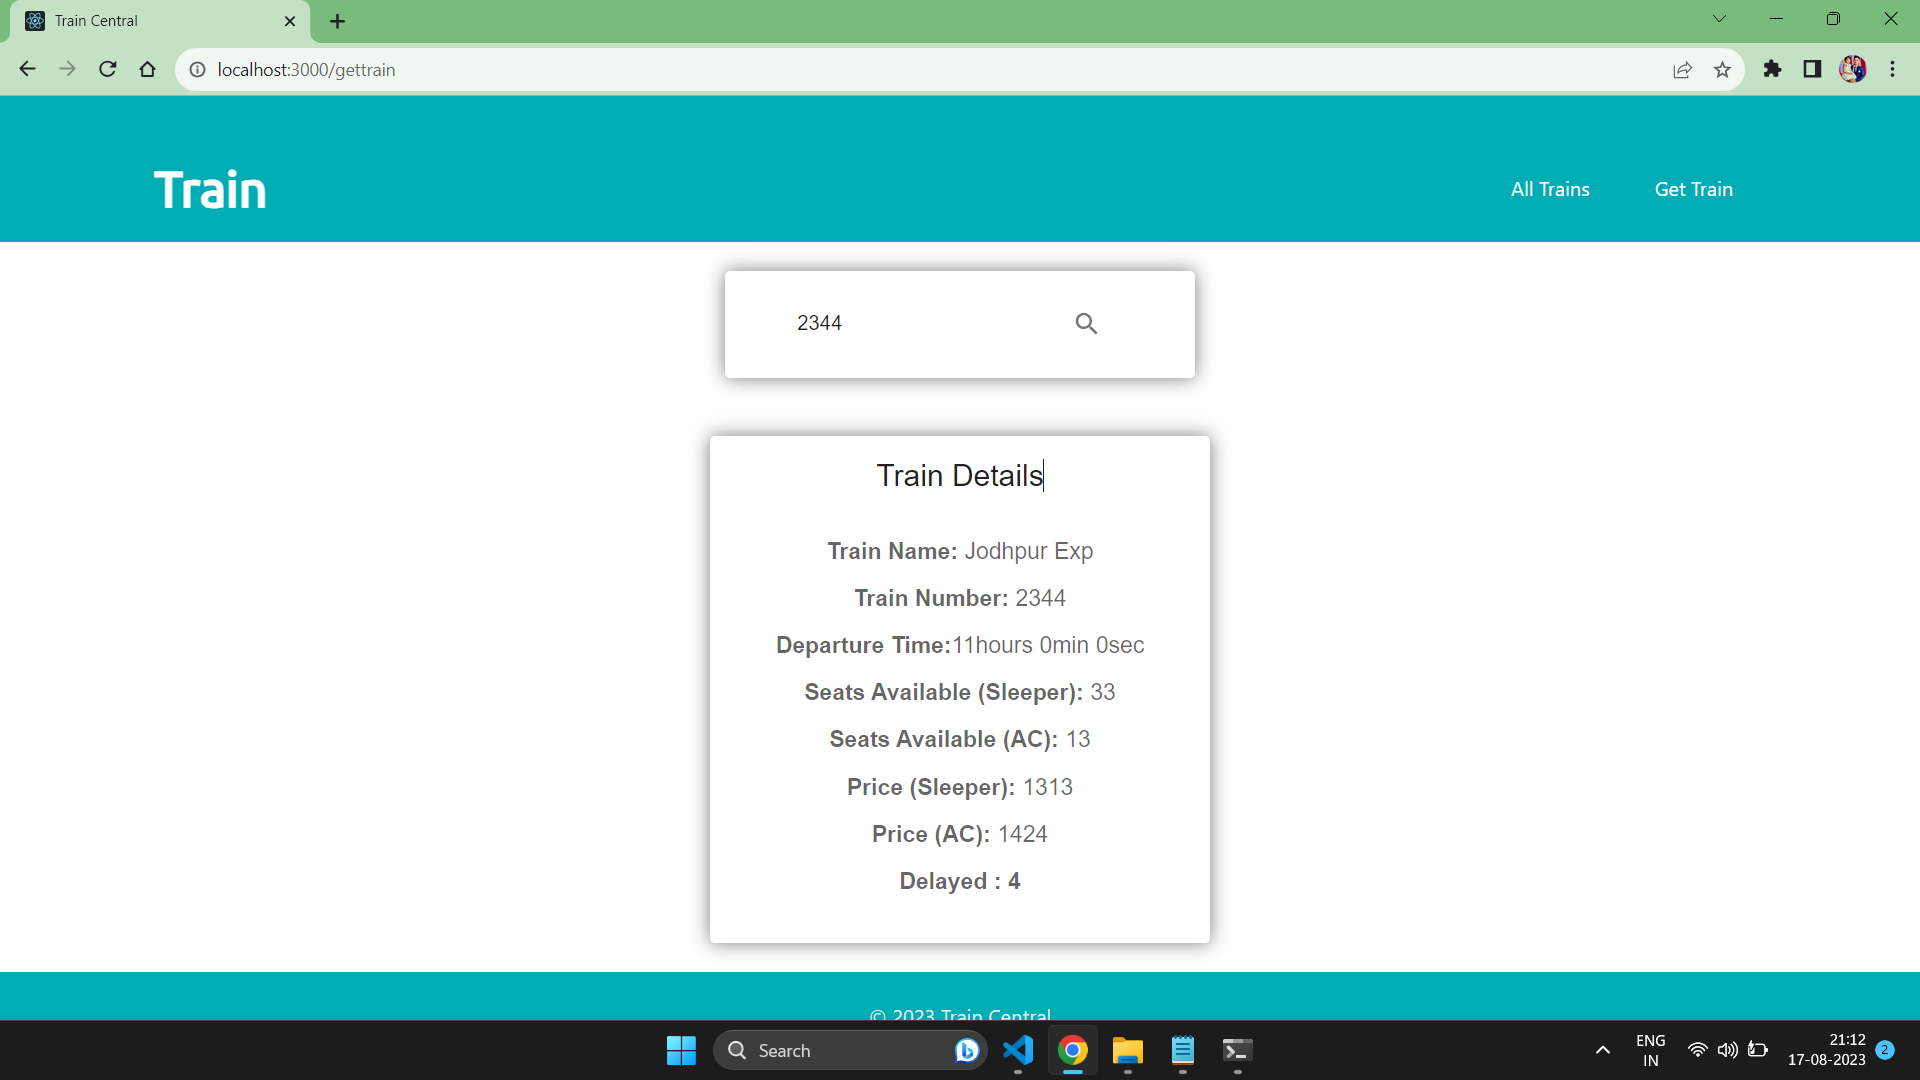 Train Central
localhost:3000/gettrain
Train
All Trains
Get Train
2344
Train Details
Train Name: Jodhpur Exp
Train Number: 2344
Departure Time:11hours 0min 0sec
Seats Available (Sleeper): 33
Seats Available (AC): 13
Price (Sleeper): 1313
Price (AC): 1424
Delayed : 4
© 2023 Train Central
Search
ENG
IN
21:12
17-08-2023
2